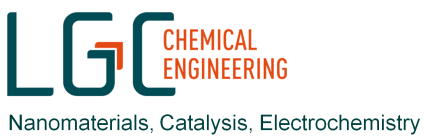 LGC CHEMICAL
ENGINEERING
Nanomaterials, Catalysis, Electrochemistry